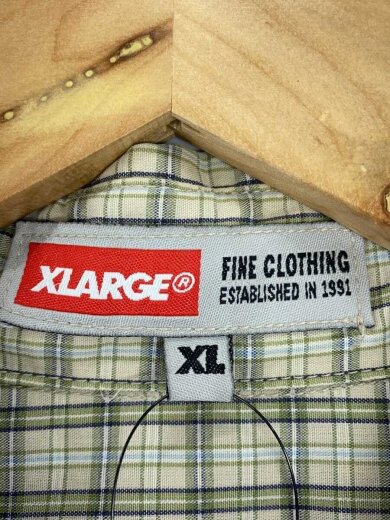 XLARGE®
FINE CLOTHING
ESTABLISHED IN 1991
XL